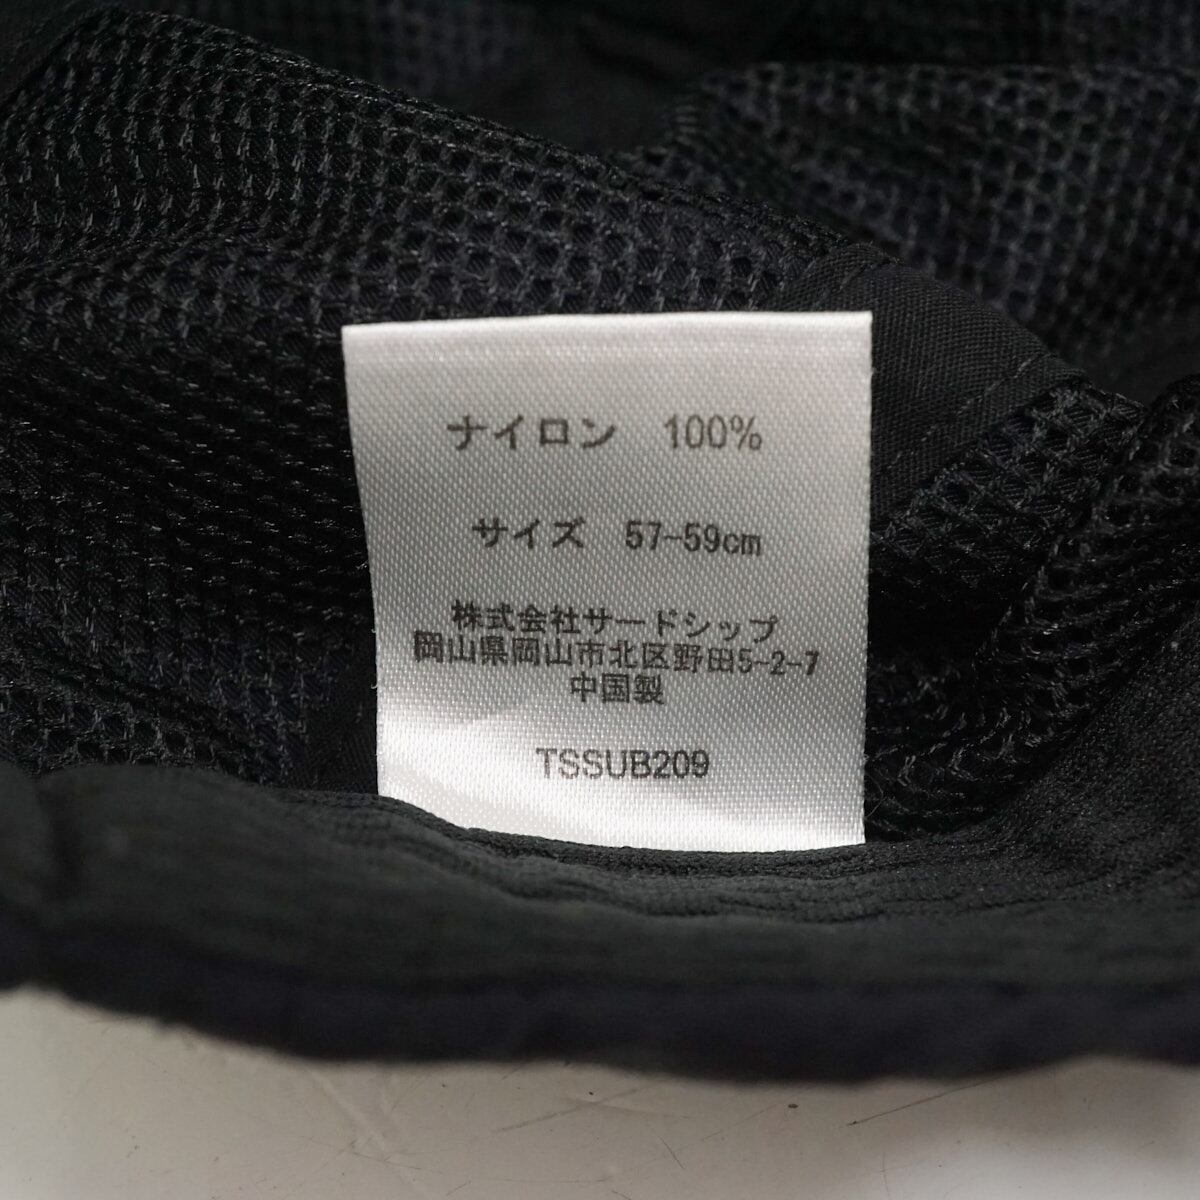 ナイロン 100%
サイズ 57-59cm
株式会社サードシップ
岡山県岡山市北区野田5-2-7
中国製
TSSUB209